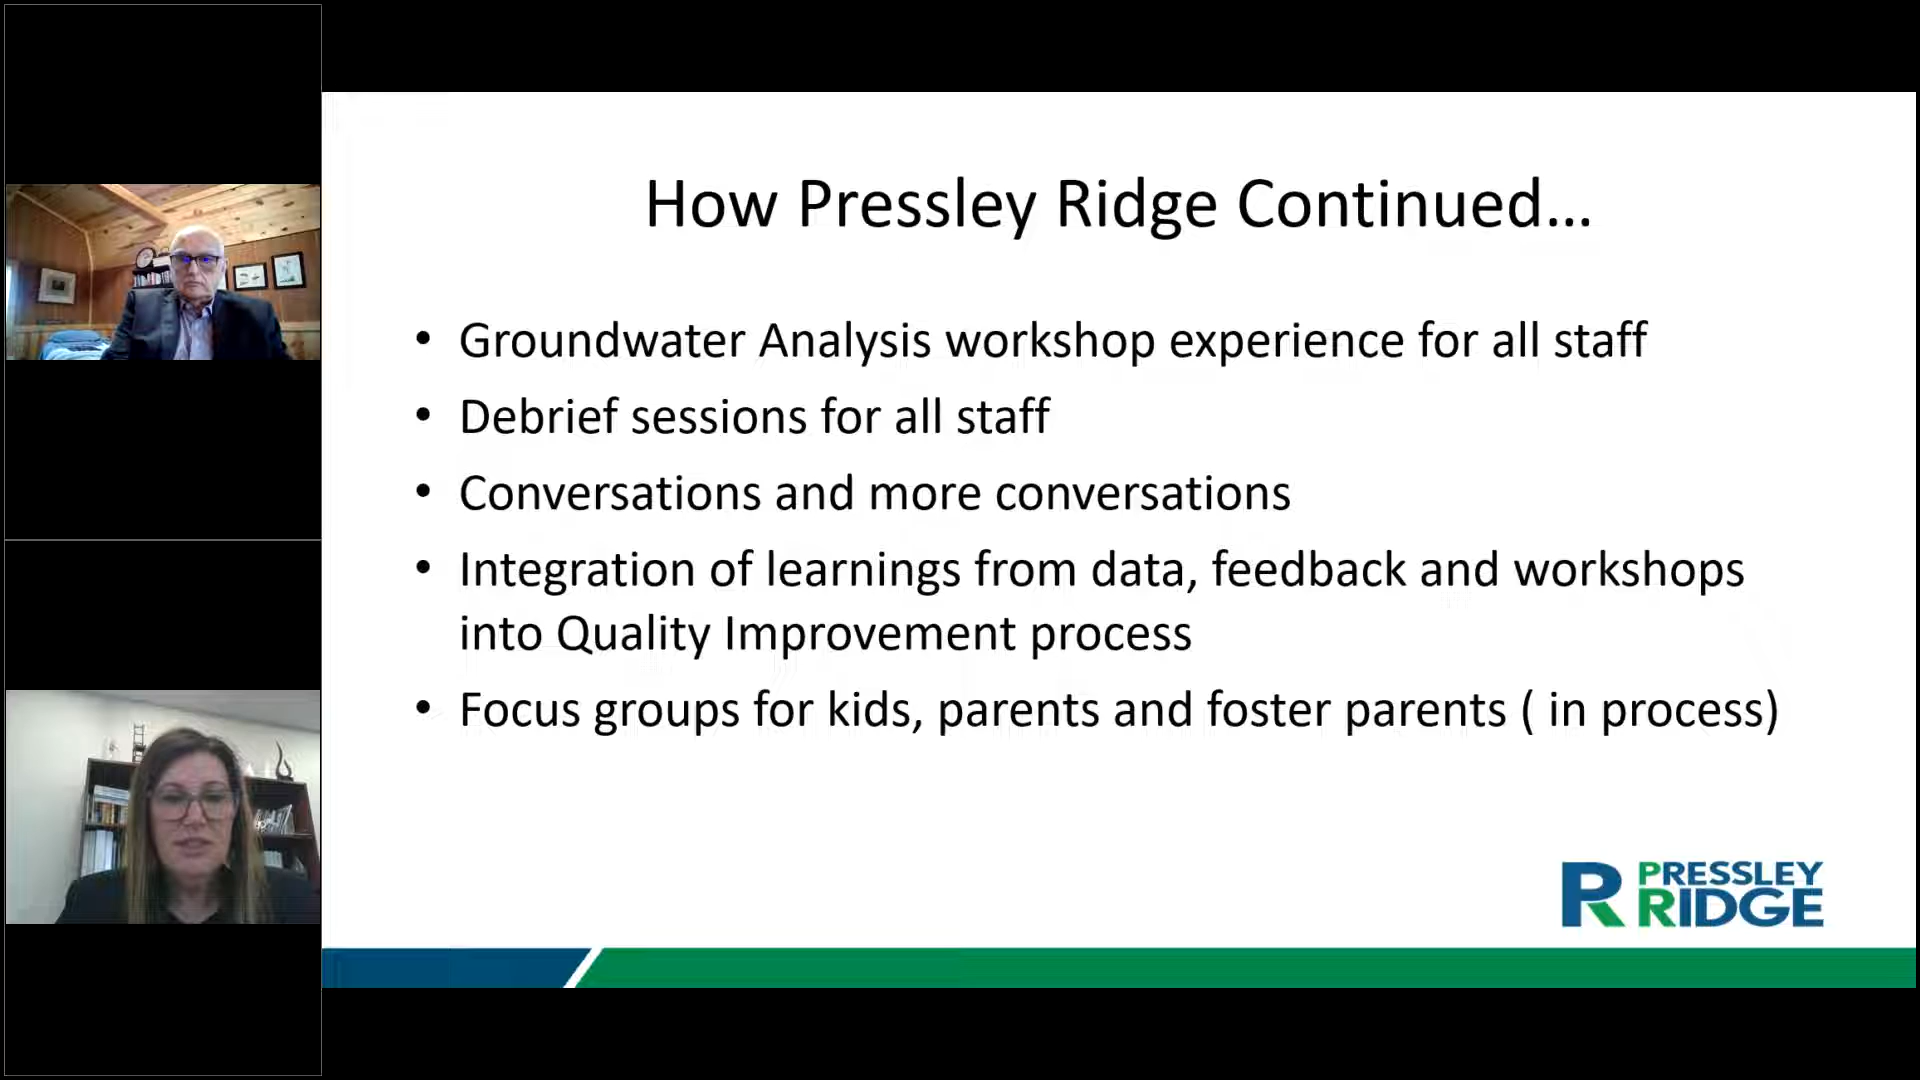 How Pressley Ridge Continued...
• Groundwater Analysis workshop experience for all staff
• Debrief sessions for all staff
• Conversations and more conversations
• Integration of learnings from data, feedback and workshops
into Quality Improvement process
• Focus groups for kids, parents and foster parents ( in process)
PRESSLEY
RIDGE